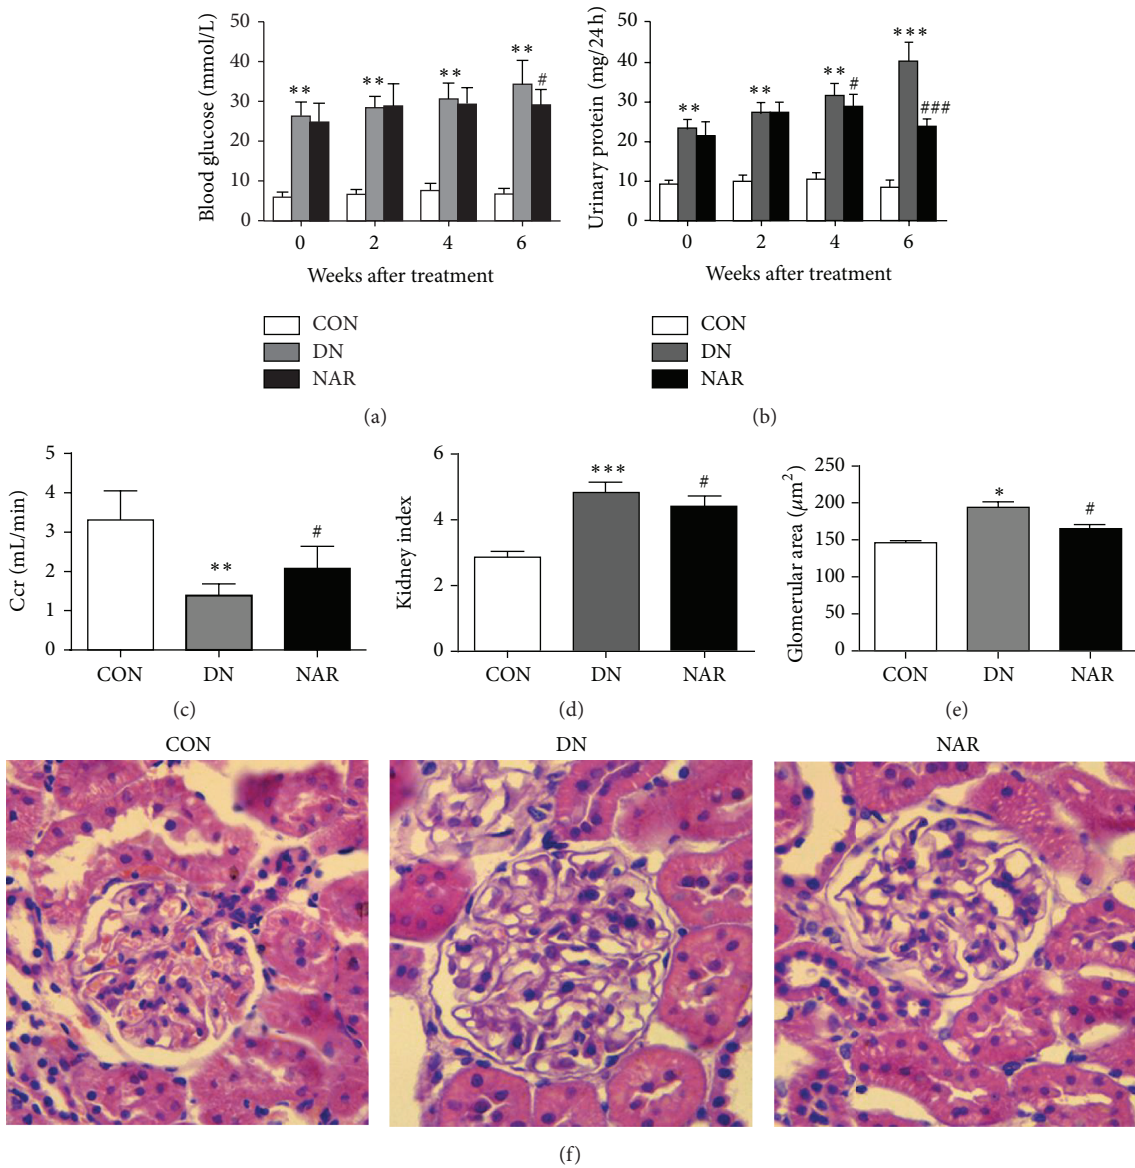 Blood glucose (mmol/L)
50
40
30
20
10
0
**
**
**
**
#
0 2 4 6
Weeks after treatment
CON
DN
NAR
(a)
Urinary protein (mg/24 h)
50
40
30
20
10
0
**
**
**
#
***
###
0 2 4 6
Weeks after treatment
CON
DN
NAR
(b)
Ccr (mL/min)
5
4
3
2
1
0
**
#
CON DN NAR
(c)
Kidney index
6
4
2
0
***
#
CON DN NAR
(d)
Glomerular area (μm²)
250
200
150
100
50
0
*
#
CON DN NAR
(e)
CON DN NAR
(f)